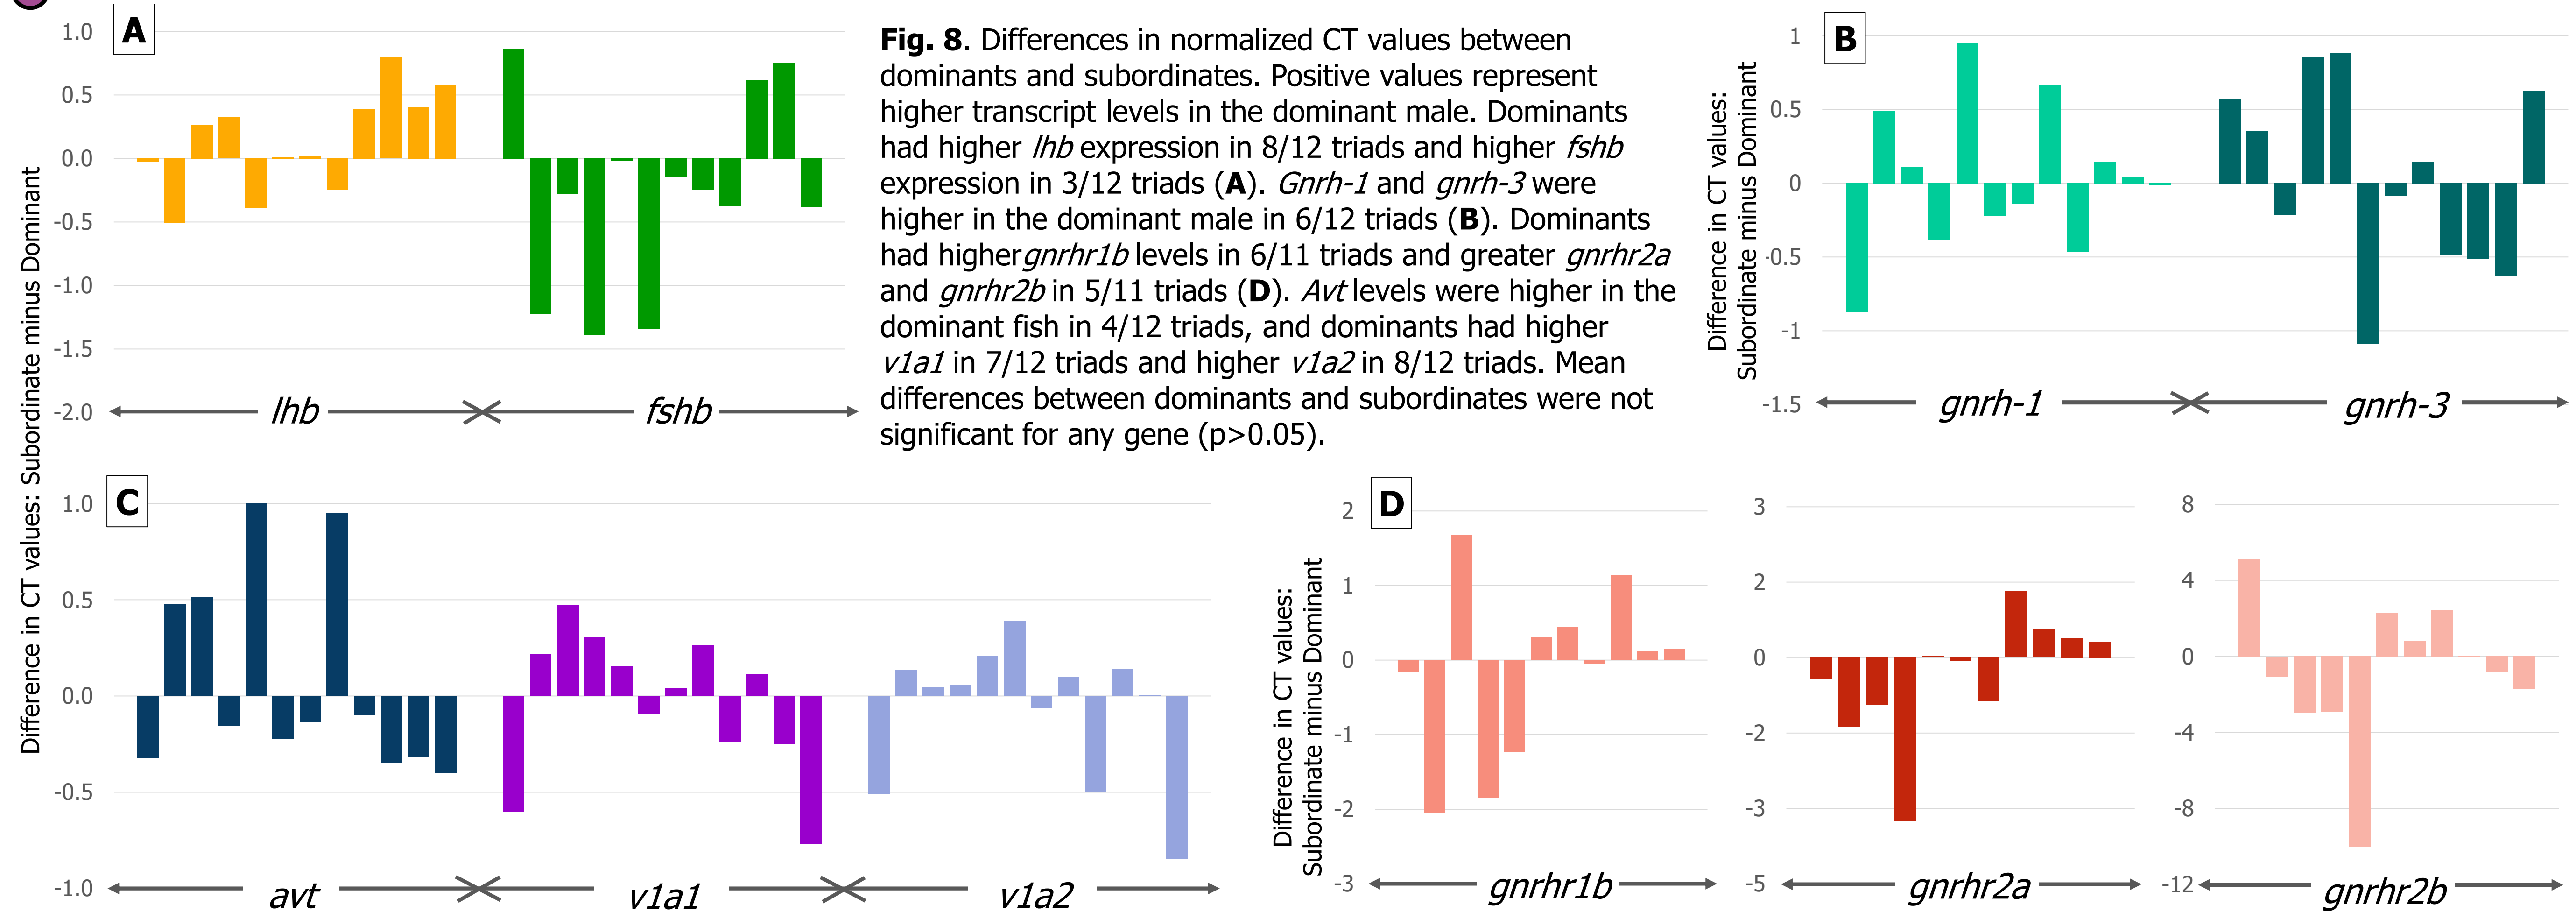 A
1.0
0.5
0.0
-0.5
-1.0
-1.5
-2.0
lhb
fshb
Difference in CT values: Subordinate minus Dominant
Fig. 8. Differences in normalized CT values between
dominants and subordinates. Positive values represent
higher transcript levels in the dominant male. Dominants
had higher lhb expression in 8/12 triads and higher fshb
expression in 3/12 triads (A). Gnrh-1 and gnrh-3 were
higher in the dominant male in 6/12 triads (B). Dominants
had highergnrhr1b levels in 6/11 triads and greater gnrhr2a
and gnrhr2b in 5/11 triads (D). Avt levels were higher in the
dominant fish in 4/12 triads, and dominants had higher
v1a1 in 7/12 triads and higher v1a2 in 8/12 triads. Mean
differences between dominants and subordinates were not
significant for any gene (p>0.05).
B
Difference in CT values:
Subordinate minus Dominant
1
0.5
0
-0.5
-1
-1.5
gnrh-1
gnrh-3
C
1.0
0.5
0.0
-0.5
-1.0
avt
v1a1
v1a2
D
Difference in CT values:
Subordinate minus Dominant
2
1
0
-1
-2
-3
gnrhr1b
3
2
0
-2
-3
-5
gnrhr2a
8
4
0
-4
-8
-12
gnrhr2b